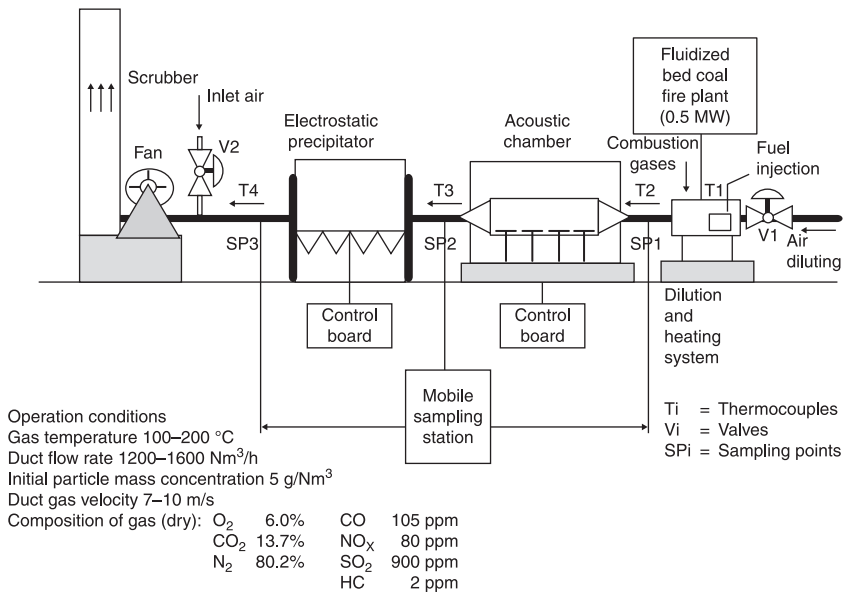 Scrubber
Inlet air
Fan
V2
T4
SP3
Electrostatic
precipitator
T3
SP2
Acoustic
chamber
T2
SP1
Fluidized
bed coal
fire plant
(0.5 MW)
Combustion
gases
Fuel
injection
T1
V1
Air
diluting
Control
board
Control
board
Dilution
and
heating
system
Mobile
sampling
station
Ti = Thermocouples
Vi = Valves
SPi = Sampling points
Operation conditions
Gas temperature 100–200 °C
Duct flow rate 1200–1600 Nm³/h
Initial particle mass concentration 5 g/Nm³
Duct gas velocity 7–10 m/s
Composition of gas (dry): O₂ 6.0% CO 105 ppm
CO₂ 13.7% NOₓ 80 ppm
N₂ 80.2% SO₂ 900 ppm
HC 2 ppm